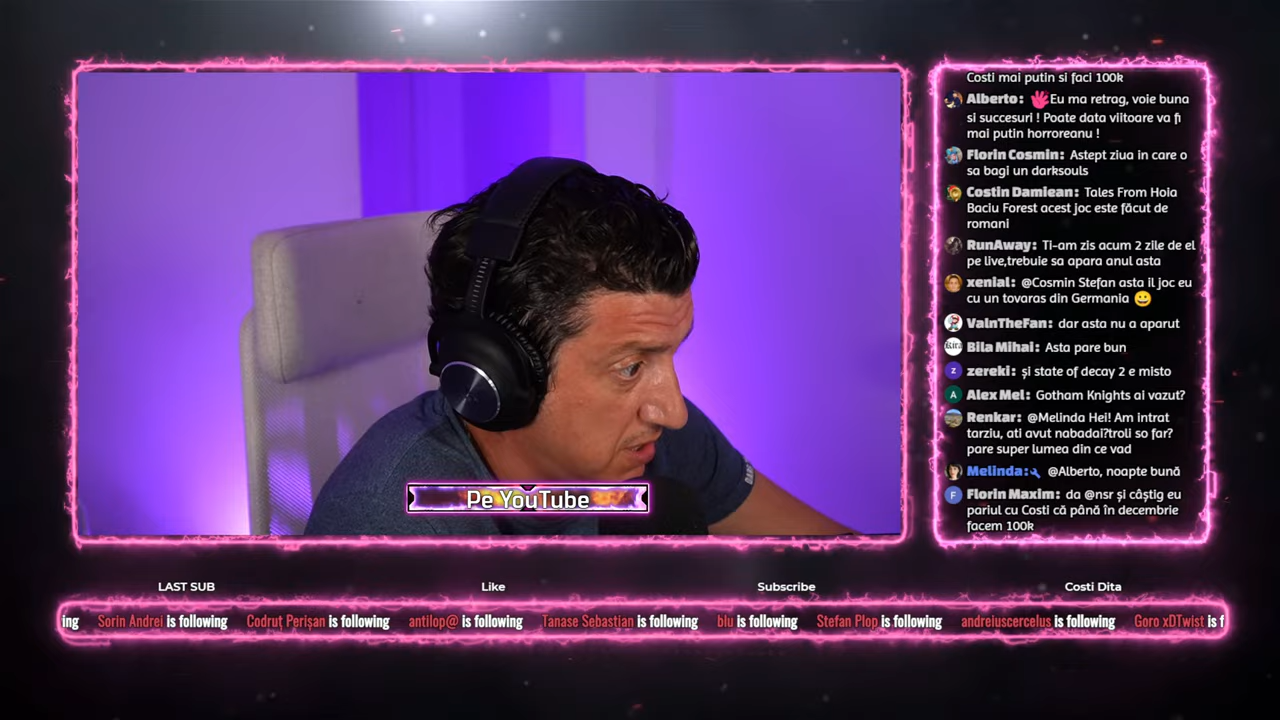 Costi mai putin si faci 100k
Alberto: Eu ma retrag, voie buna
si succesuri ! Poate data viitoare va fi
mai putin horroreanu !
Florin Cosmin: Astept ziua in care o
sa bagi un darksouls
Costin Damiean: Tales From Hoia
Baciu Forest acest joc este făcut de
romani
RunAway: Ti-am zis acum 2 zile de el
pe live,trebuie sa apara anul asta
xenial: @Cosmin Stefan asta il joc eu
cu un tovaras din Germania 😀
VainTheFan: dar asta nu a aparut
Bila Mihai: Asta pare bun
zereki: și state of decay 2 e misto
Alex Mel: Gotham Knights ai vazut?
Renkar: @Melinda Hei! Am intrat
tarziu, ati avut nabadai?troli so far?
pare super lumea din ce vad
Melinda: @Alberto, noapte bună
Florin Maxim: da @nsr și câștig eu
pariul cu Costi că până în decembrie
facem 100k
Pe YouTube
LAST SUB
Like
Subscribe
Costi Dita
ing Sorin Andrei is following Codruț Perișan is following antilop@ is following Tanase Sebastian is following blu is following Stefan Plop is following andreiuscercelus is following Goro xDTwist is f